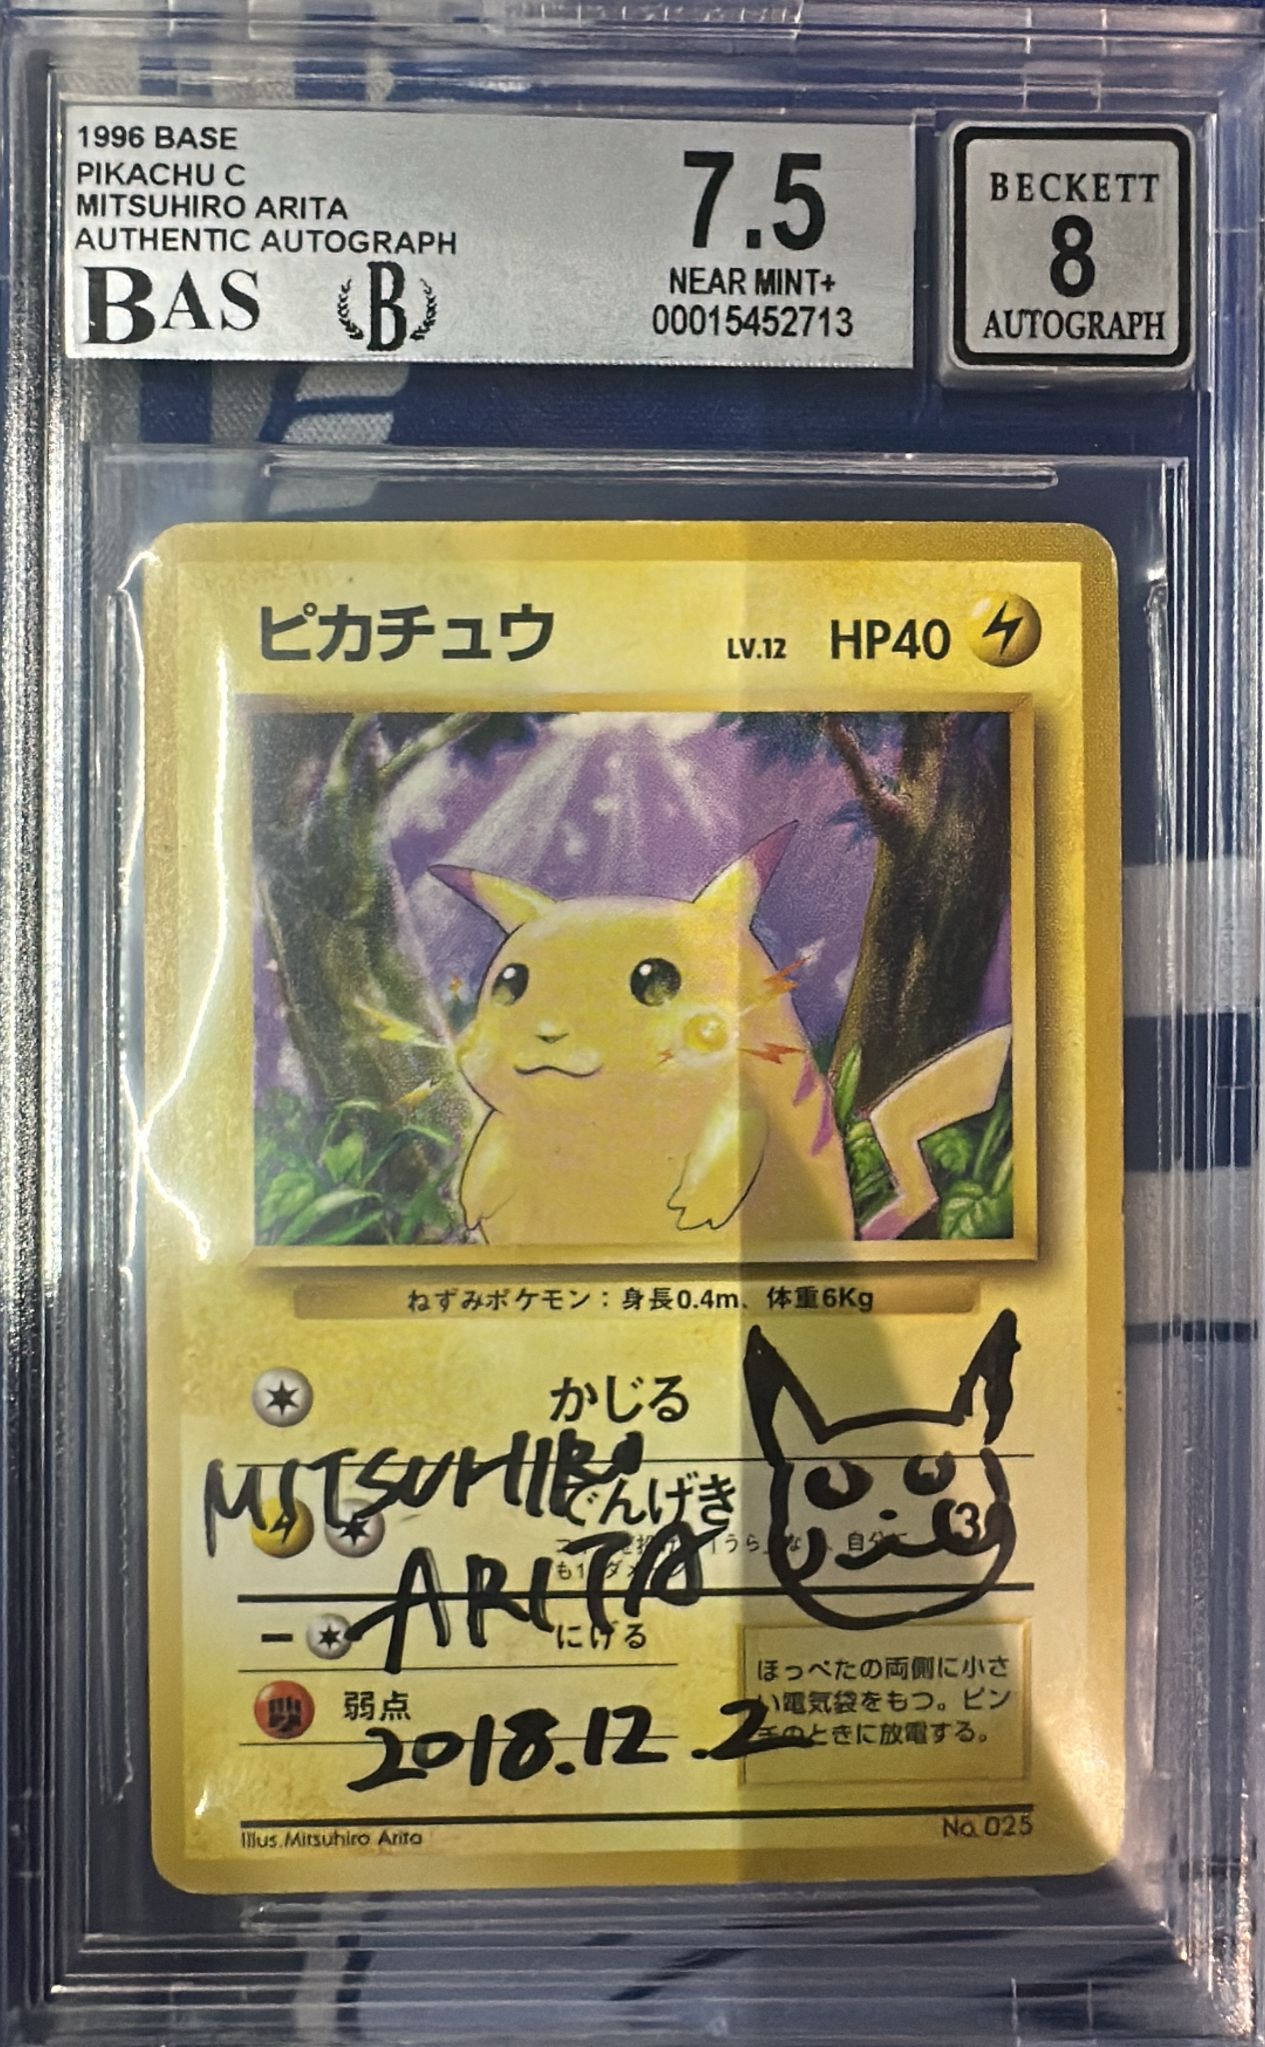 1996 BASE
PIKACHU C
MITSUHIRO ARITA
AUTHENTIC AUTOGRAPH
BAS B
7.5
NEAR MINT+
00015452713
BECKETT
8
AUTOGRAPH
ピカチュウ LV.12 HP40
ねずみポケモン：身長0.4m、体重6Kg
かじる
MITSUHIRO
でんげき
うら」 自分
ARITA
にげる
弱点
2018.12.2
ほっぺたの両側に小さ
い電気袋をもつ。ピン
チのときに放電する。
Illus.Mitsuhiro Arita
No.025